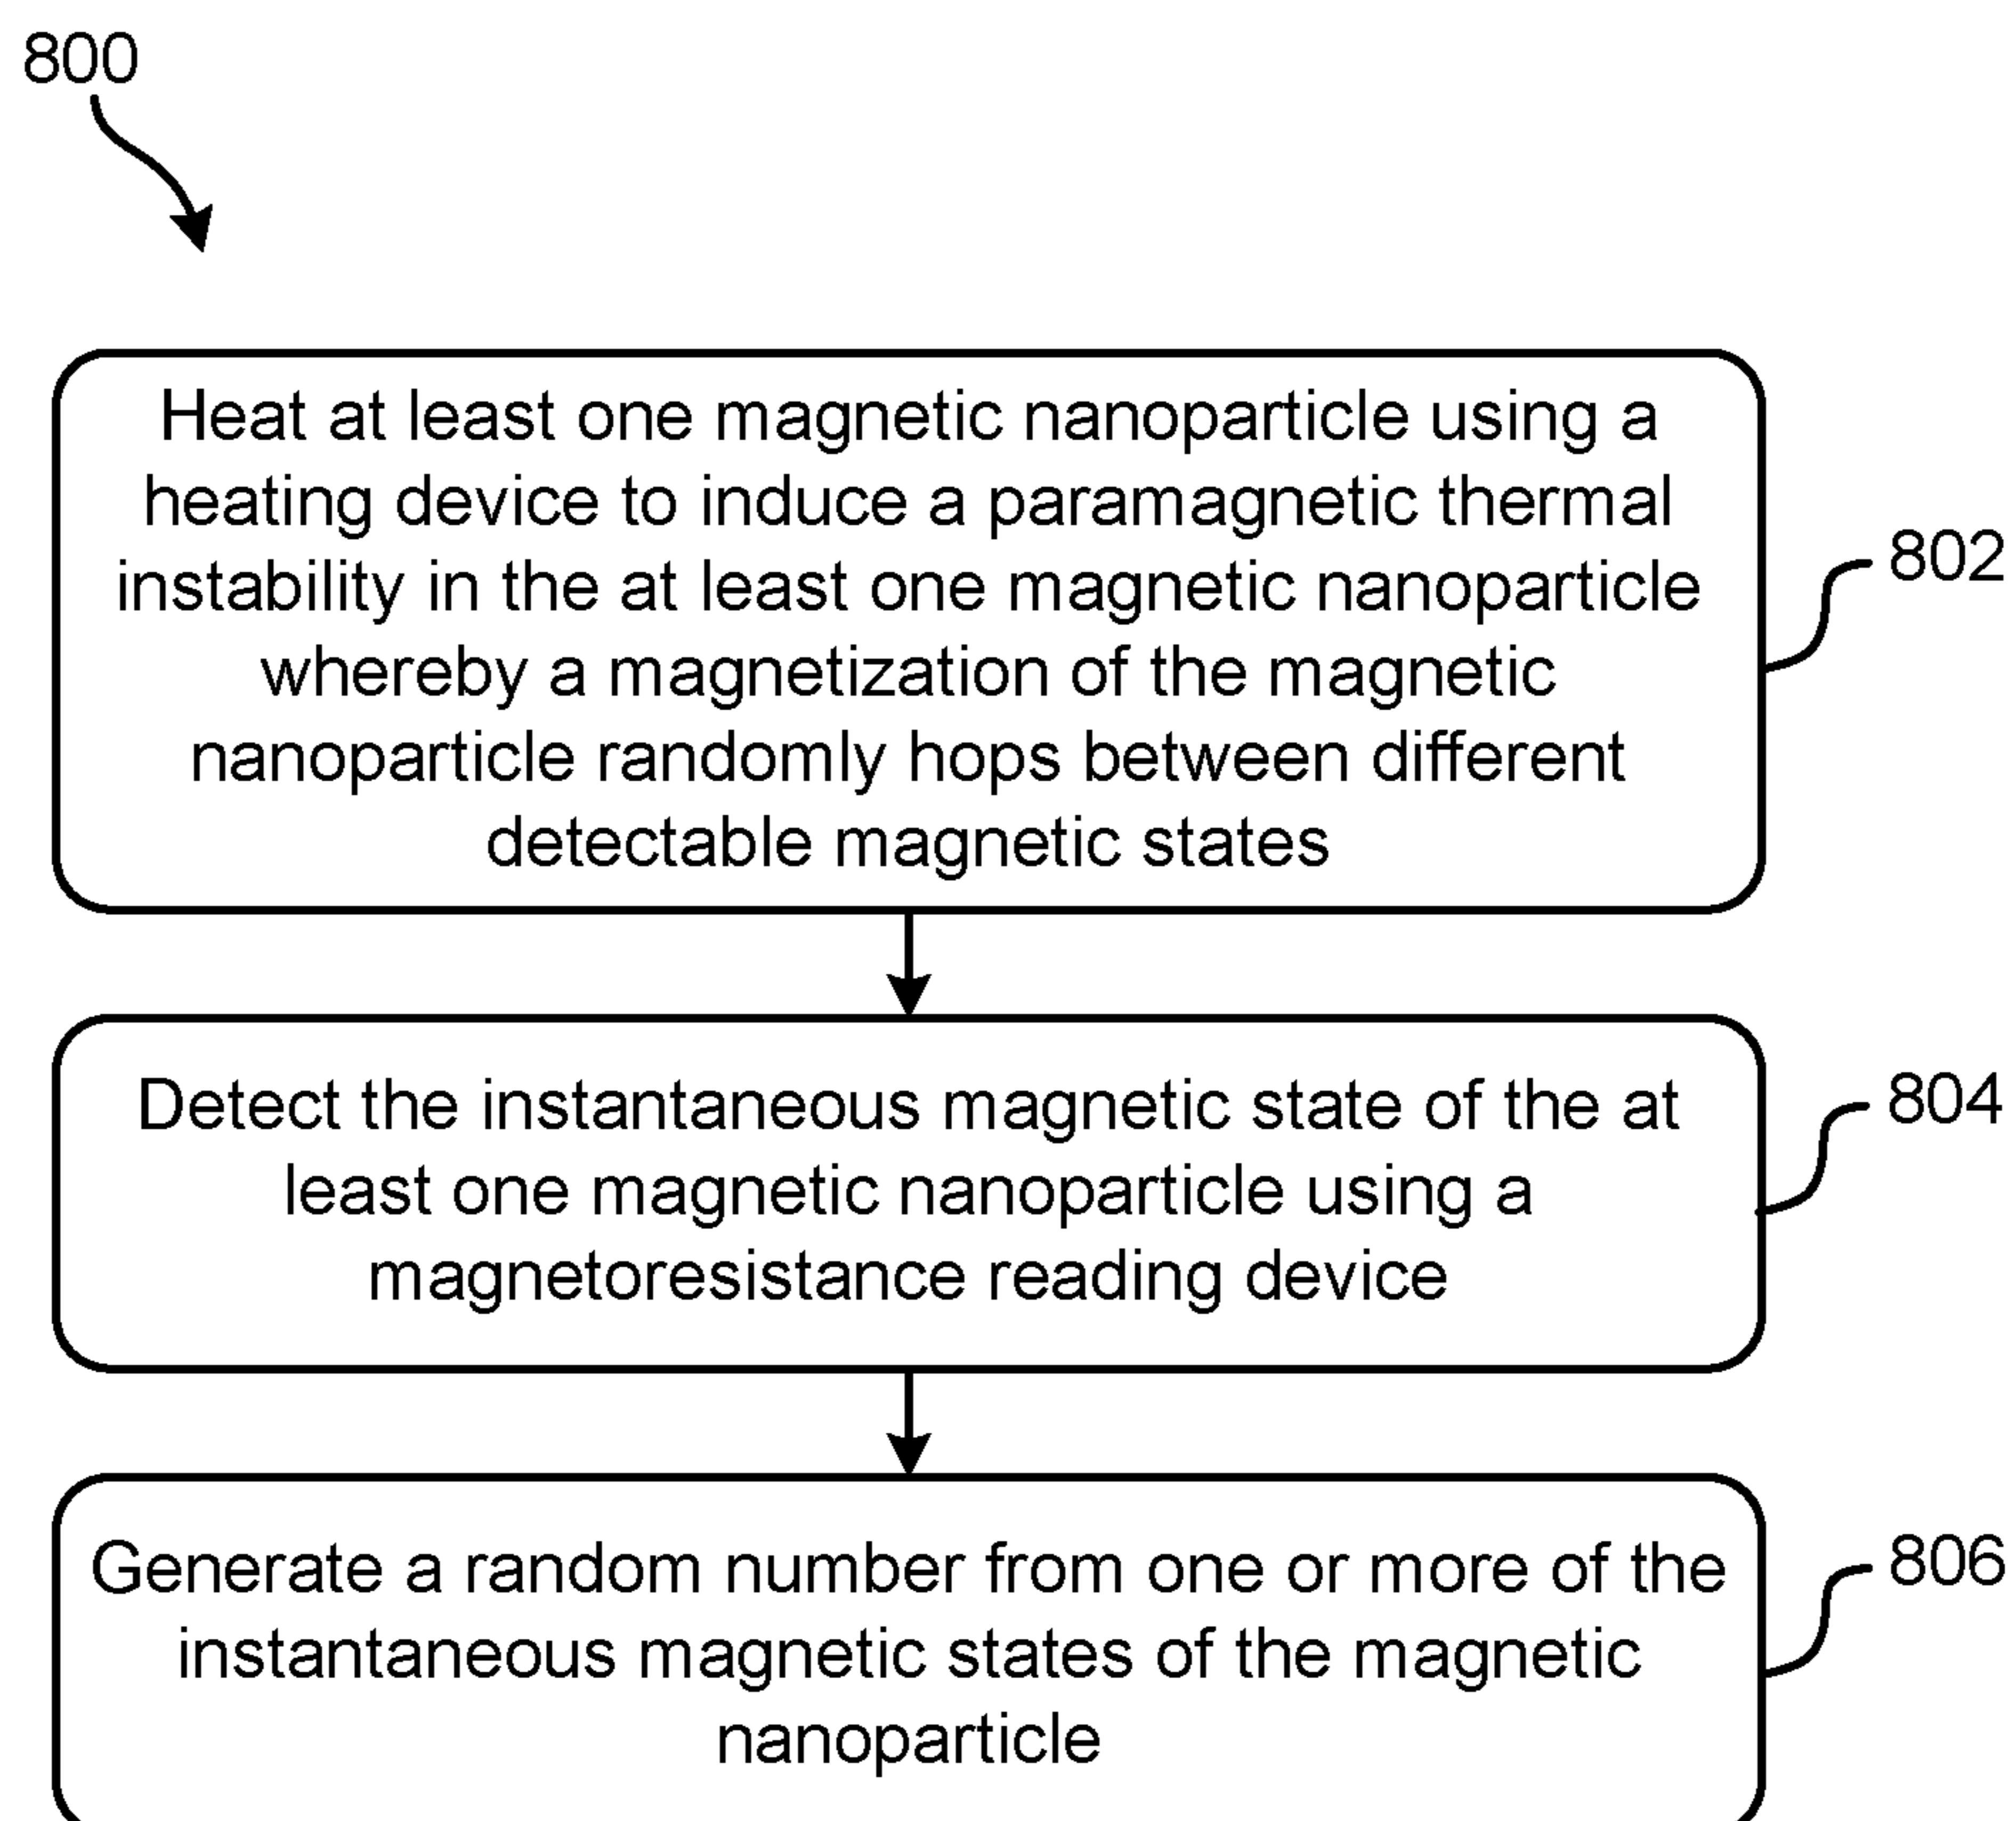 800
Heat at least one magnetic nanoparticle using a
heating device to induce a paramagnetic thermal
instability in the at least one magnetic nanoparticle
whereby a magnetization of the magnetic
nanoparticle randomly hops between different
detectable magnetic states
802
Detect the instantaneous magnetic state of the at
least one magnetic nanoparticle using a
magnetoresistance reading device
804
Generate a random number from one or more of the
instantaneous magnetic states of the magnetic
nanoparticle
806